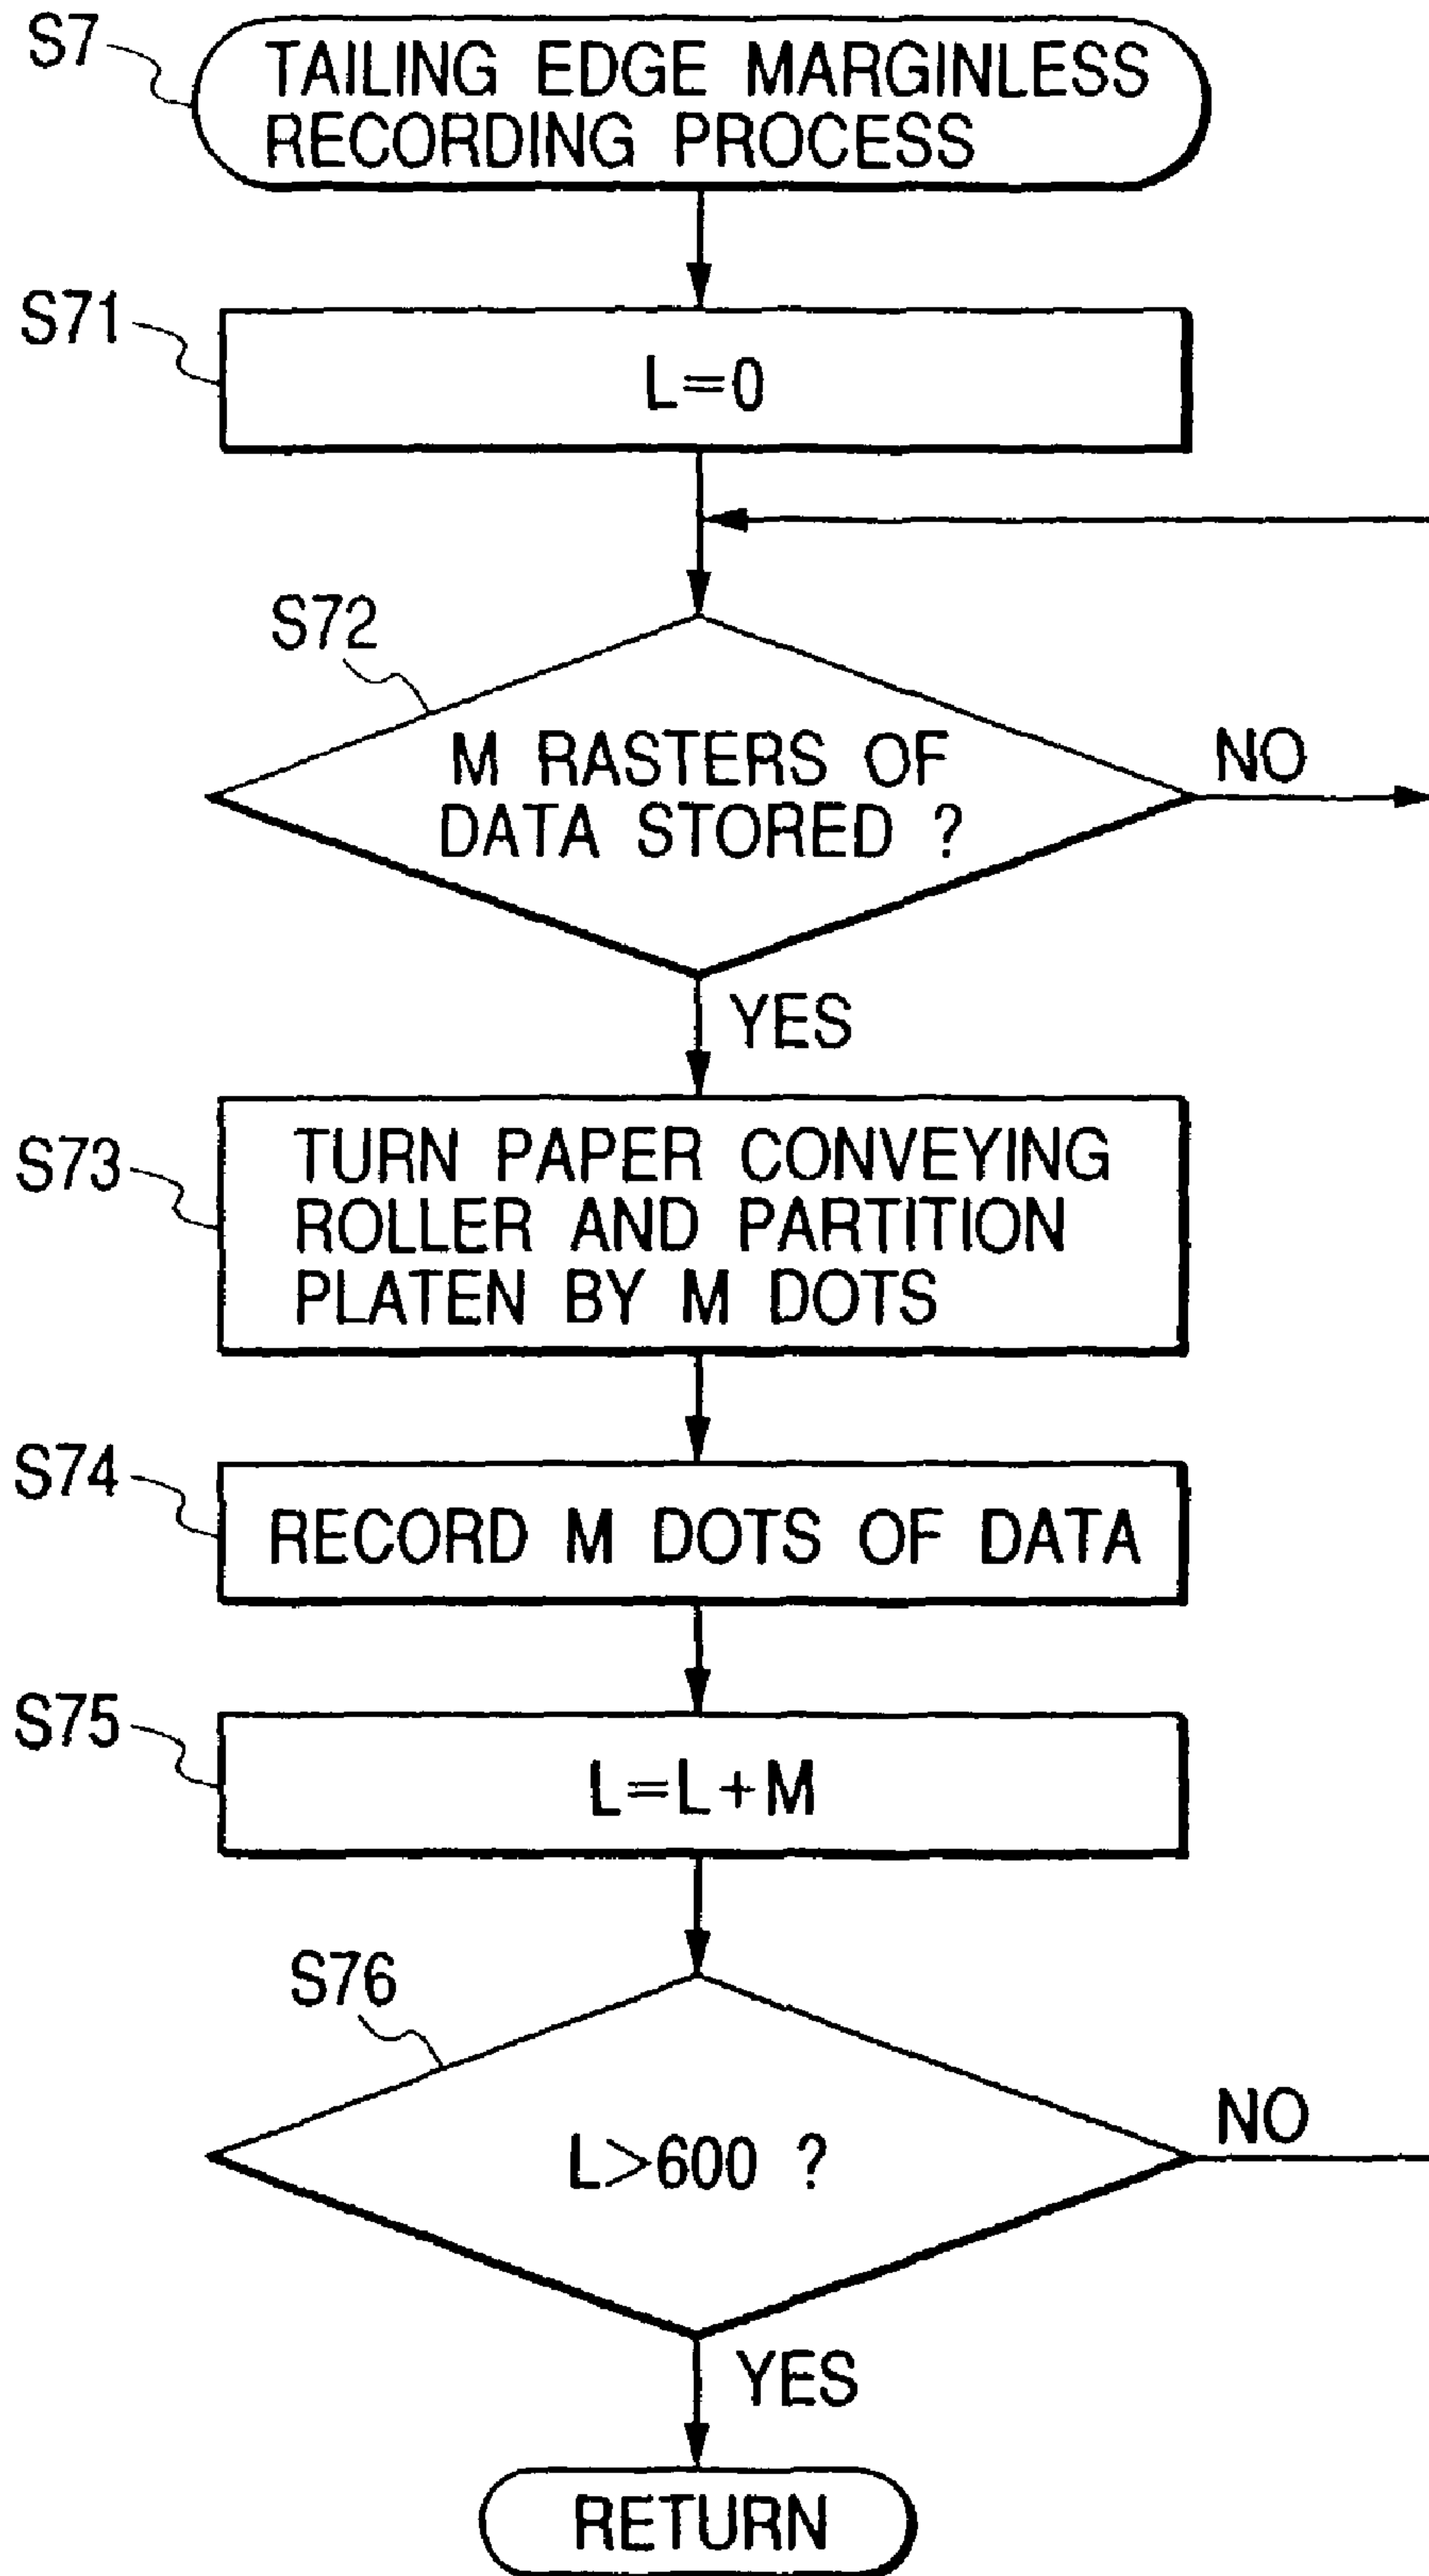 S7
TAILING EDGE MARGINLESS
RECORDING PROCESS
S71
L=0
S72
M RASTERS OF
DATA STORED ?
NO
YES
S73
TURN PAPER CONVEYING
ROLLER AND PARTITION
PLATEN BY M DOTS
S74
RECORD M DOTS OF DATA
S75
L=L+M
S76
L>600 ?
NO
YES
RETURN